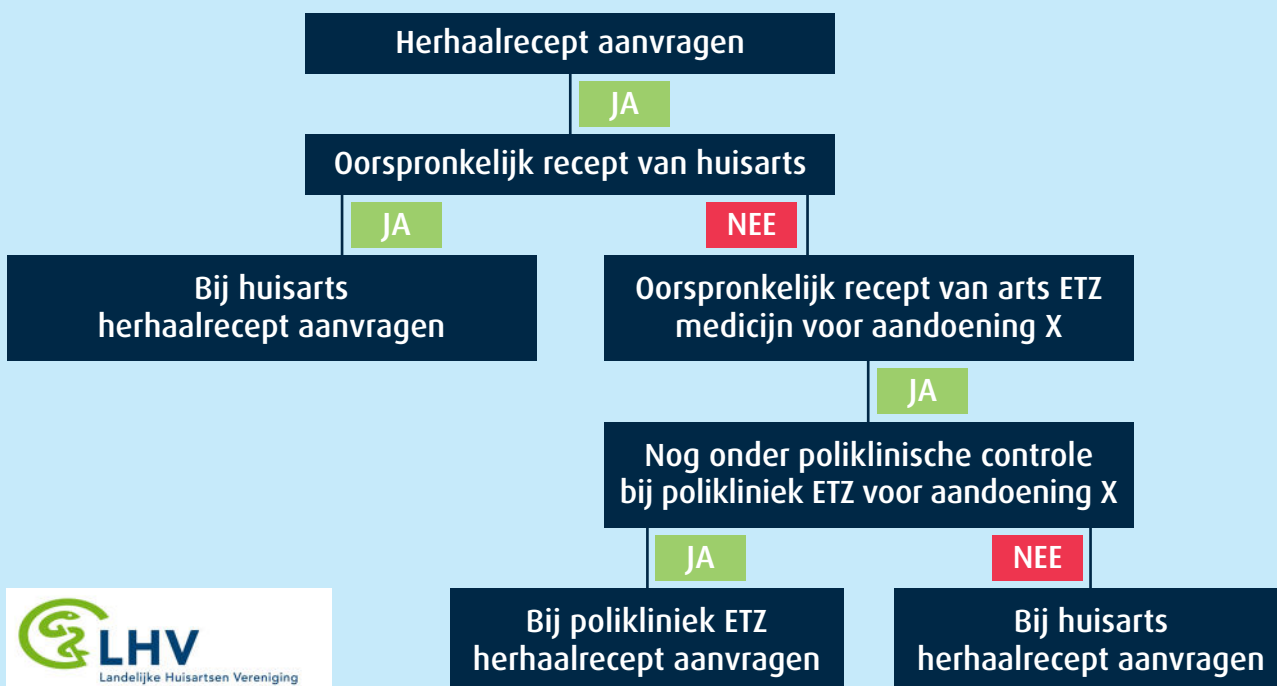 Herhaalrecept aanvragen
JA
Oorspronkelijk recept van huisarts
JA
NEE
Bij huisarts
herhaalrecept aanvragen
Oorspronkelijk recept van arts ETZ
medicijn voor aandoening X
JA
Nog onder poliklinische controle
bij polikliniek ETZ voor aandoening X
JA
NEE
Bij polikliniek ETZ
herhaalrecept aanvragen
Bij huisarts
herhaalrecept aanvragen
LHV
Landelijke Huisartsen Vereniging